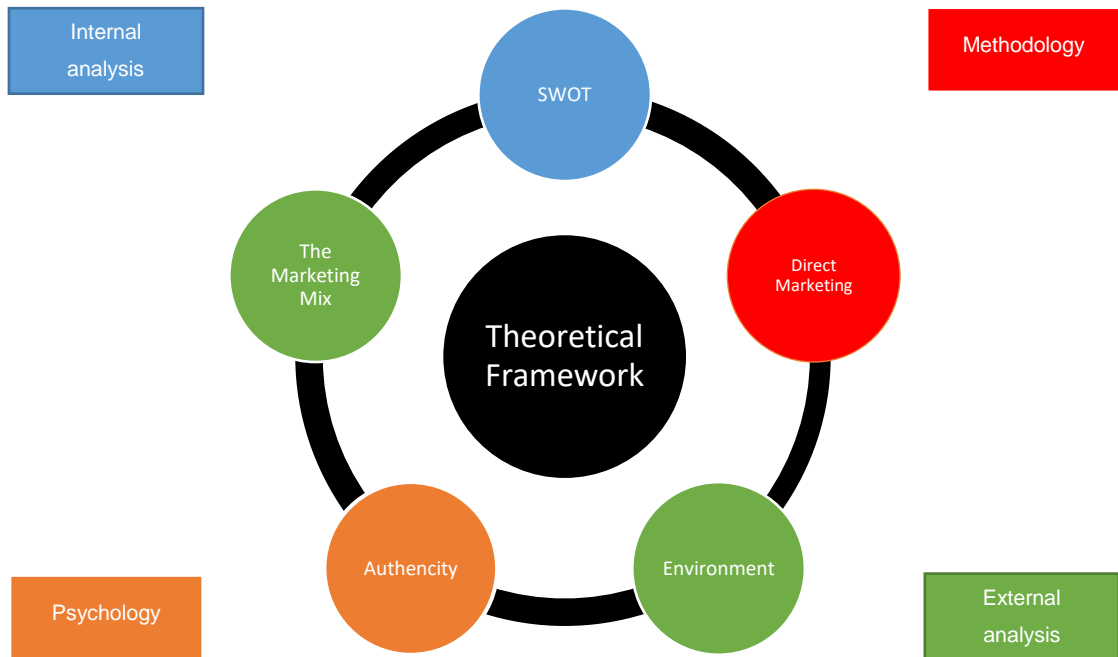 Internal
analysis
Methodology
SWOT
The
Marketing
Mix
Direct
Marketing
Theoretical
Framework
Authencity
Environment
Psychology
External
analysis